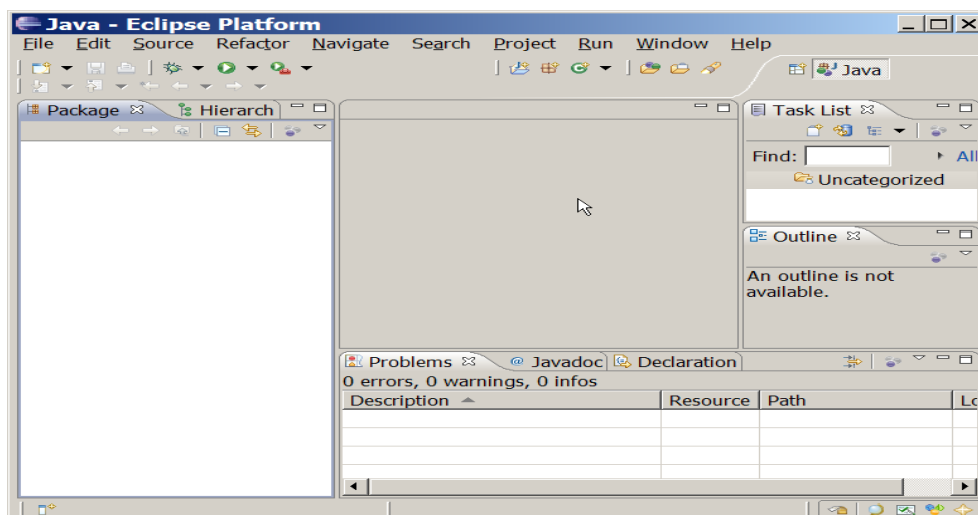 Java - Eclipse Platform
File Edit Source Refactor Navigate Search Project Run Window Help
Java
Package Hierarch
Task List
Find: All
Uncategorized
Outline
An outline is not
available.
Problems @ Javadoc Declaration
0 errors, 0 warnings, 0 infos
Description Resource Path Lo